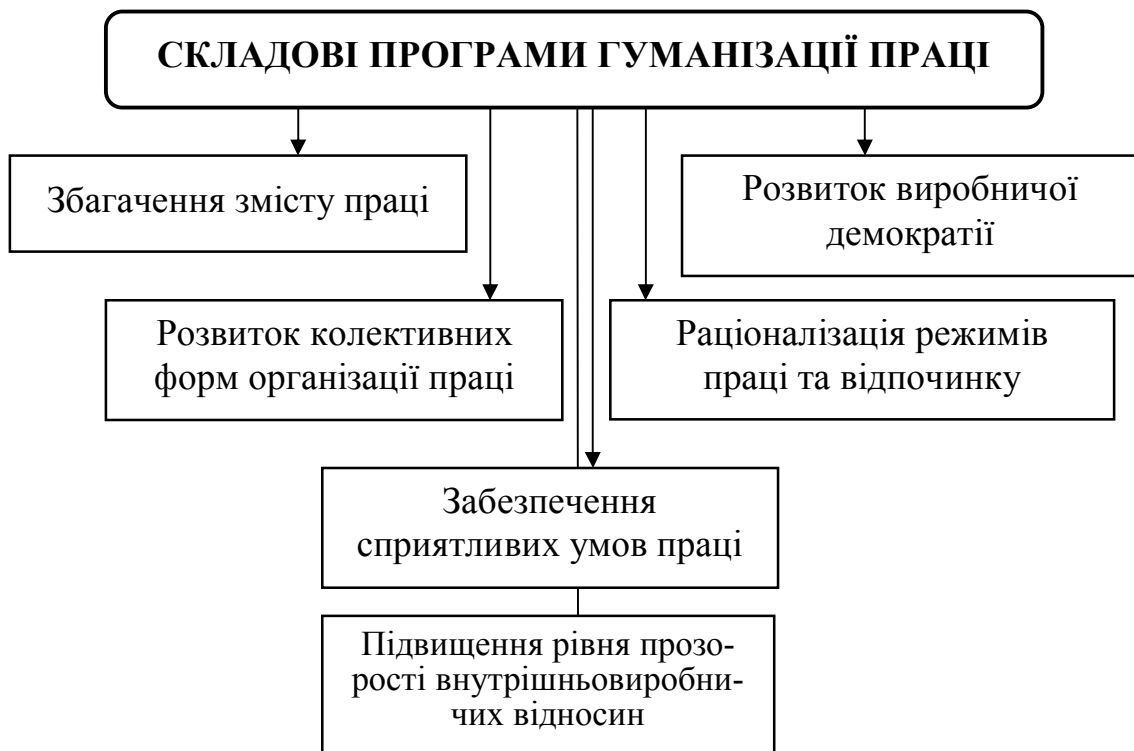 СКЛАДОВІ ПРОГРАМИ ГУМАНІЗАЦІЇ ПРАЦІ
Збагачення змісту праці
Розвиток виробничої
демократії
Розвиток колективних
форм організації праці
Раціоналізація режимів
праці та відпочинку
Забезпечення
сприятливих умов праці
Підвищення рівня прозо-
рості внутрішньовиробни-
чих відносин